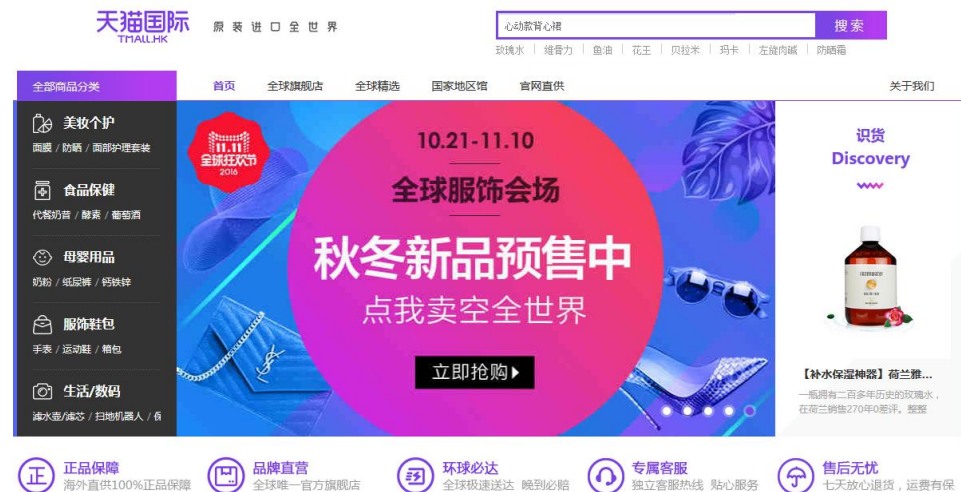 天猫国际
TMALL.HK
原装进口全世界
心动款背心裙
搜索
玫瑰水 | 维骨力 | 鱼油 | 花王 | 贝拉米 | 玛卡 | 左旋肉碱 | 防晒霜
全部商品分类
首页 全球旗舰店 全球精选 国家地区馆 官网直供 关于我们
美妆个护
面膜 / 防晒 / 面部护理套装
食品保健
代餐奶昔 / 酵素 / 葡萄酒
母婴用品
奶粉 / 纸尿裤 / 钙铁锌
服饰鞋包
手表 / 运动鞋 / 箱包
生活/数码
滤水壶/滤芯 / 扫地机器人 /
11.11
全球狂欢节
2016
10.21-11.10
全球服饰会场
秋冬新品预售中
点我卖空全世界
立即抢购
识货
Discovery
【补水保湿神器】荷兰雅...
一瓶拥有二百多年历史的玫瑰水，
在荷兰销售270年0差评。整整
正
正品保障
海外直供100%正品保障
品牌直营
全球唯一官方旗舰店
环球必达
全球极速送达 晚到必赔
专属客服
独立客服热线 贴心服务
售后无忧
七天放心退货，运费有保